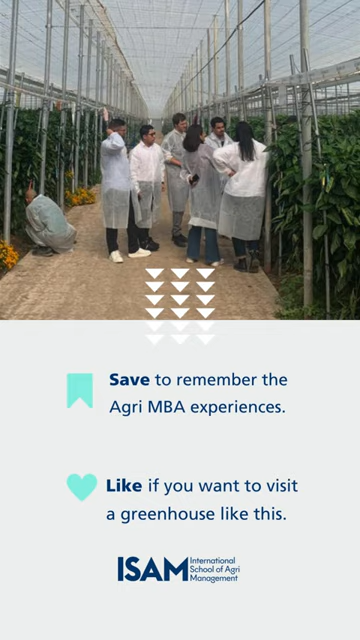 Save to remember the
Agri MBA experiences.
Like if you want to visit
a greenhouse like this.
ISAM International
School of Agri
Management